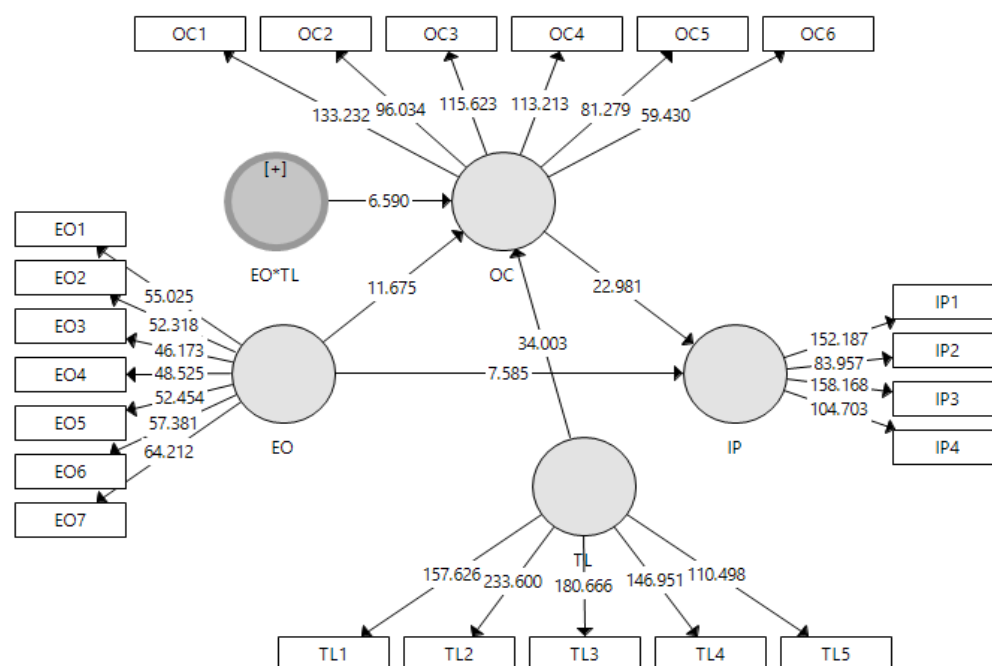 OC1
OC2
OC3
OC4
OC5
OC6
133.232
96.034
115.623
113.213
81.279
59.430
[+]
6.590
EO*TL
OC
EO1
EO2
EO3
EO4
EO5
EO6
EO7
55.025
52.318
46.173
48.525
52.454
57.381
64.212
EO
11.675
22.981
34.003
7.585
IP
152.187
83.957
158.168
104.703
IP1
IP2
IP3
IP4
TL
157.626
233.600
180.666
146.951
110.498
TL1
TL2
TL3
TL4
TL5